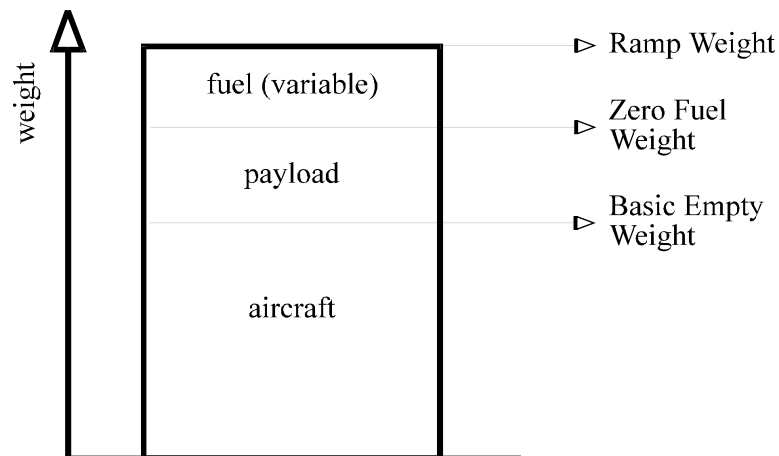 Ramp Weight
fuel (variable)
weight
Zero Fuel
Weight
payload
Basic Empty
Weight
aircraft